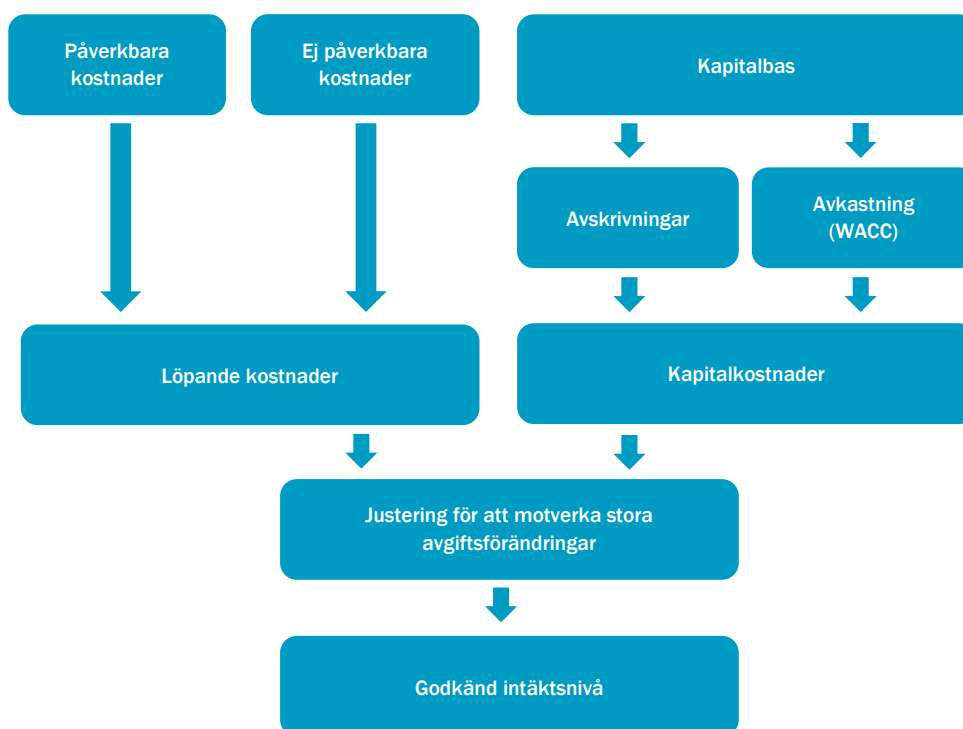 Påverkbara
kostnader
Ej påverkbara
kostnader
Kapitalbas
Avskrivningar
Avkastning
(WACC)
Löpande kostnader
Kapitalkostnader
Justering för att motverka stora
avgiftsförändringar
Godkänd intäktsnivå